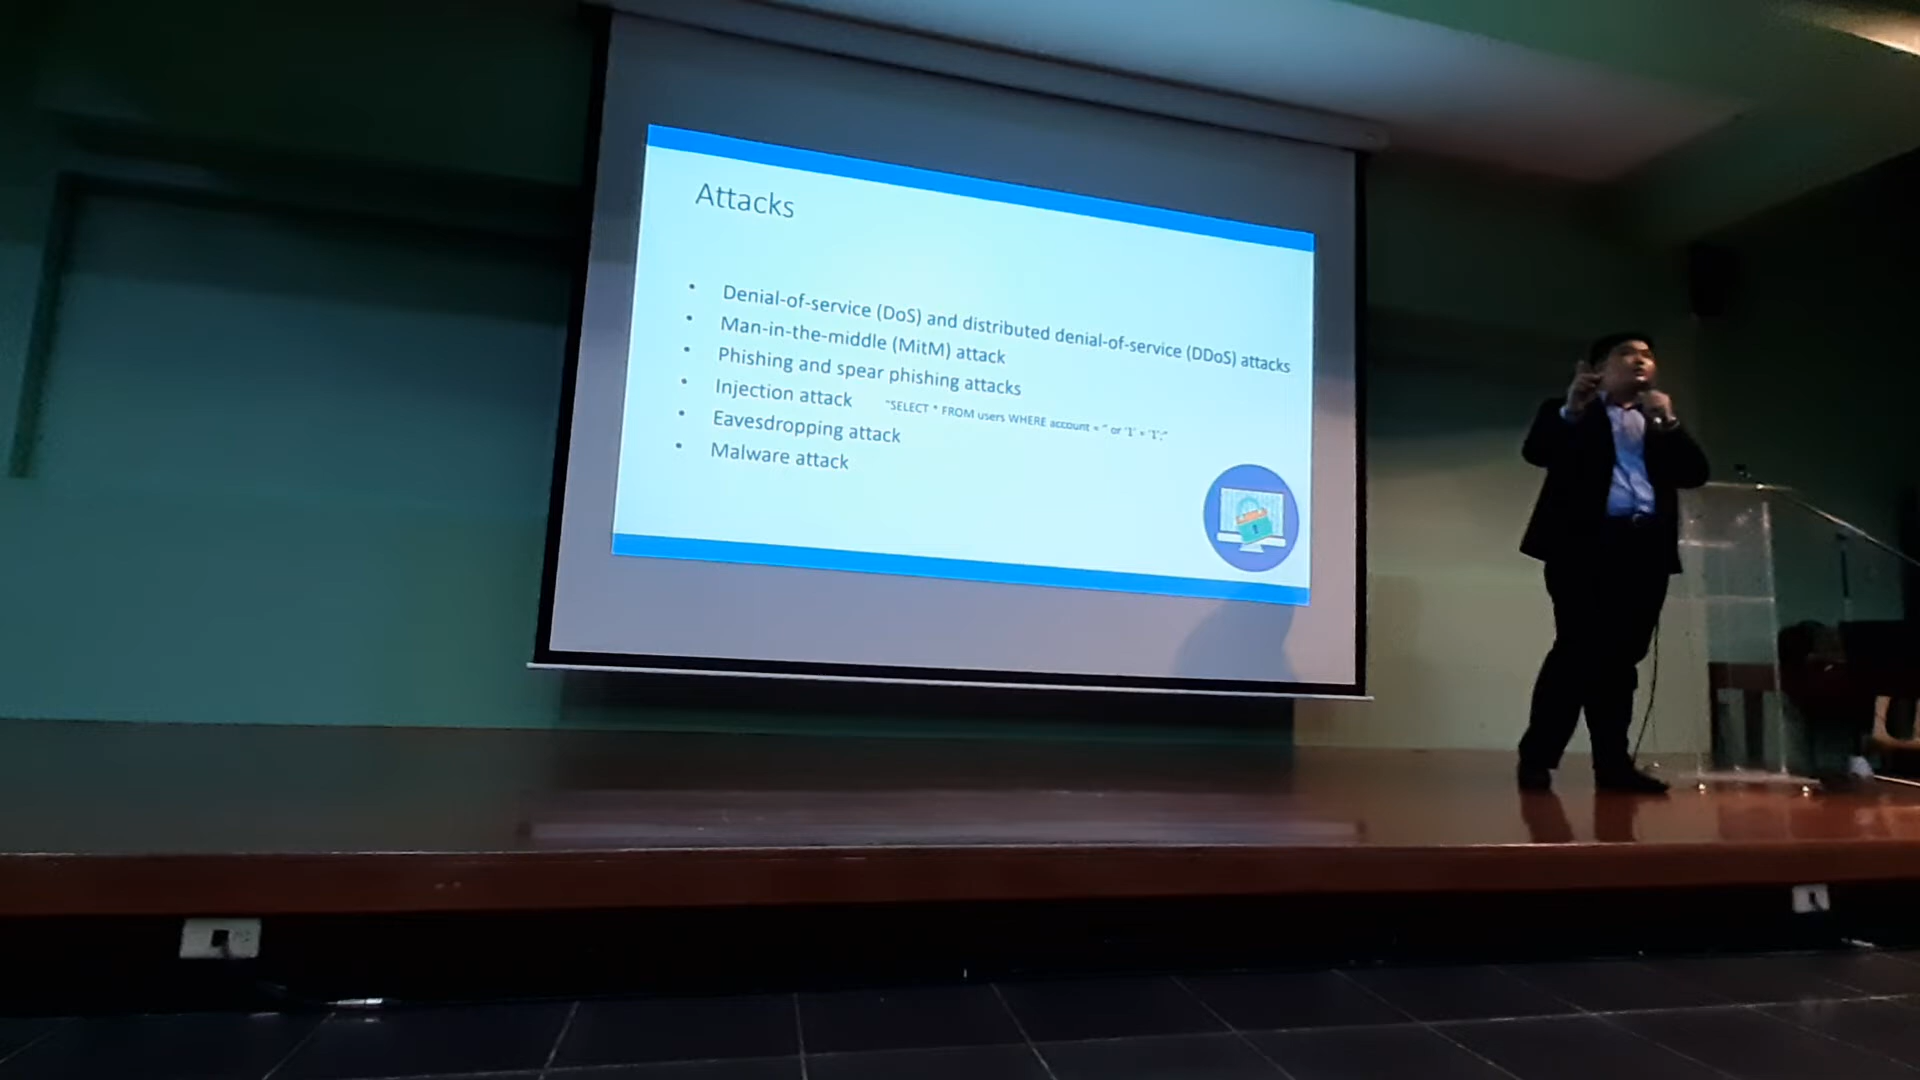 Attacks
• Denial-of-service (DoS) and distributed denial-of-service (DDoS) attacks
• Man-in-the-middle (MitM) attack
• Phishing and spear phishing attacks
• Injection attack "SELECT * FROM users WHERE account = '' or '1' = '1';"
• Eavesdropping attack
• Malware attack